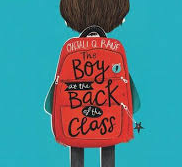 ONJALI Q. RAÚF
The
Boy
at the
Back
of the
Class